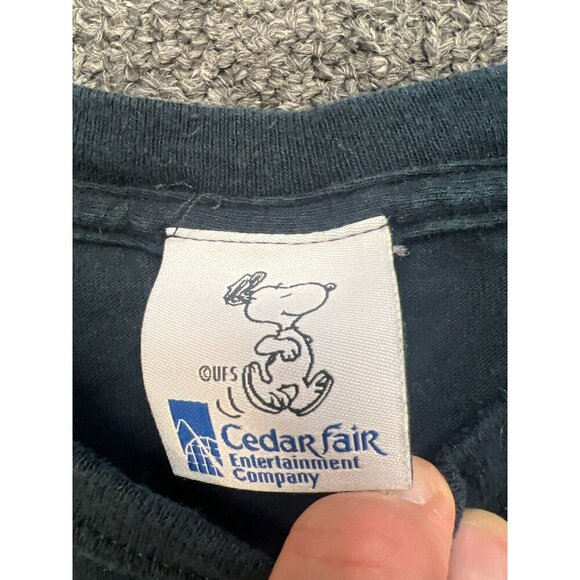 ©UFS
Cedar Fair
Entertainment
Company